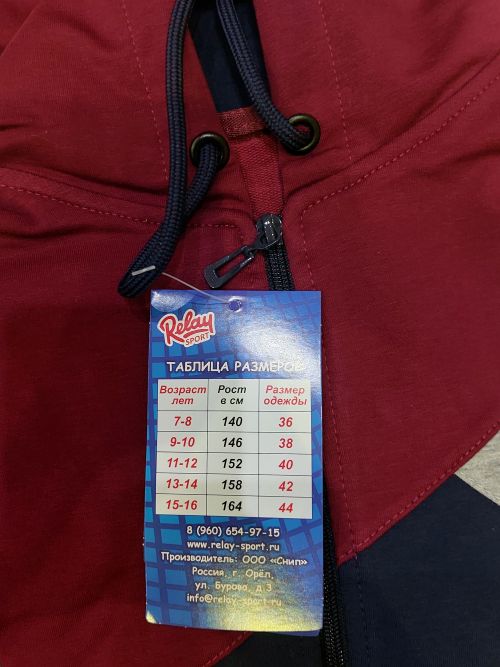 Relay
SPORT
ТАБЛИЦА РАЗМЕРОВ
Возраст лет Рост в см Размер одежды
7-8 140 36
9-10 146 38
11-12 152 40
13-14 158 42
15-16 164 44
8 (960) 654-97-15
www.relay-sport.ru
Производитель: ООО «Снип»
Россия, г. Орёл,
ул. Бурова, д.3
info@relay-sport.ru